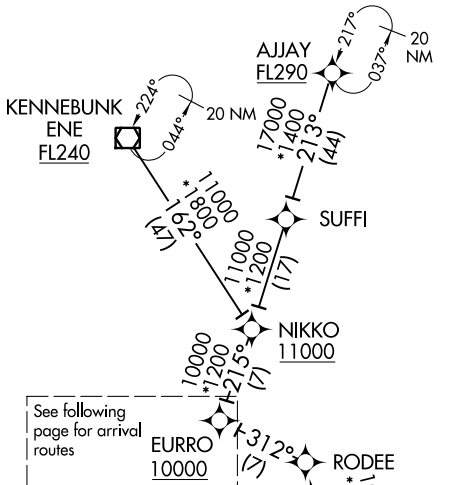 AJJAY
FL290
217°
037°
20
NM
KENNEBUNK
ENE
FL240
224°
044°
20 NM
17000
*1400
213°
(44)
11000
*1800
162°
(47)
SUFFI
11000
*1200
(17)
NIKKO
11000
10000
*1200
215°
(7)
See following
page for arrival
routes
EURRO
10000
312°
(7)
RODEE